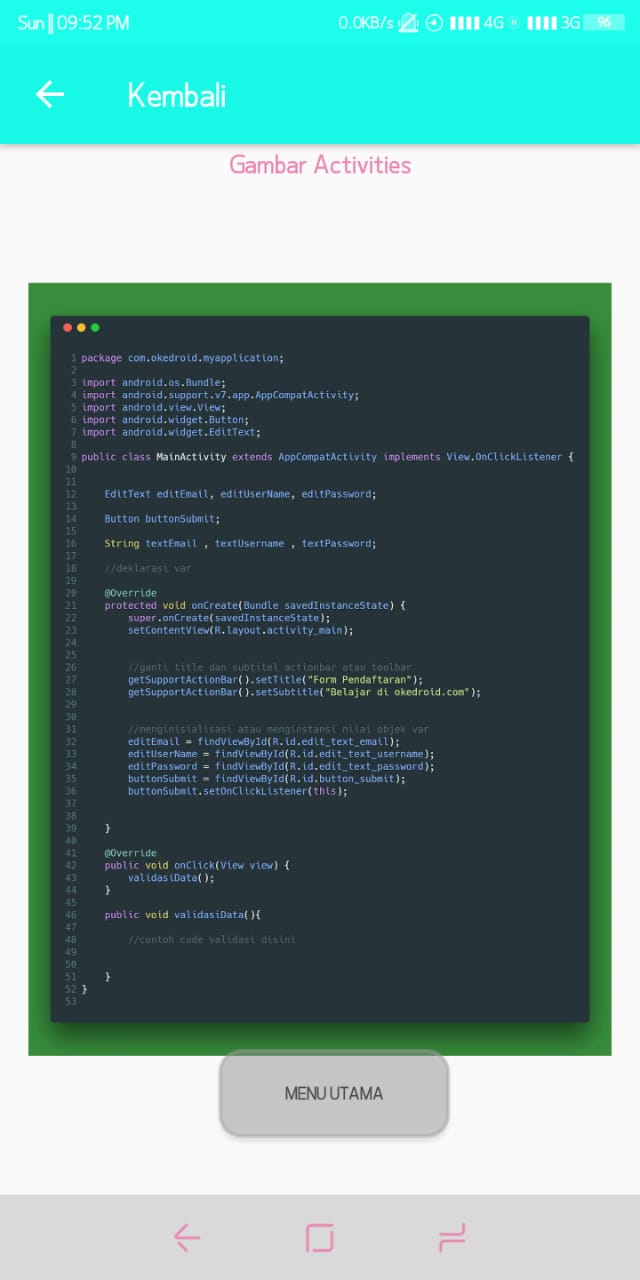 Sun || 09:52 PM 0.0KB/s 4G 3G 96
Kembali
Gambar Activities
1 package com.okedroid.myapplication;
2
3 import android.os.Bundle;
4 import android.support.v7.app.AppCompatActivity;
5 import android.view.View;
6 import android.widget.Button;
7 import android.widget.EditText;
8
9 public class MainActivity extends AppCompatActivity implements View.OnClickListener {
10
11
12     EditText editEmail, editUserName, editPassword;
13
14     Button buttonSubmit;
15
16     String textEmail , textUsername , textPassword;
17
18     //deklarasi var
19
20     @Override
21     protected void onCreate(Bundle savedInstanceState) {
22         super.onCreate(savedInstanceState);
23         setContentView(R.layout.activity_main);
24
25
26         //ganti title dan subtitel actionbar atau toolbar
27         getSupportActionBar().setTitle("Form Pendaftaran");
28         getSupportActionBar().setSubtitle("Belajar di okedroid.com");
29
30
31         //menginisialisasi atau menginstansi nilai objek var
32         editEmail = findViewById(R.id.edit_text_email);
33         editUserName = findViewById(R.id.edit_text_username);
34         editPassword = findViewById(R.id.edit_text_password);
35         buttonSubmit = findViewById(R.id.button_submit);
36         buttonSubmit.setOnClickListener(this);
37
38
39     }
40
41     @Override
42     public void onClick(View view) {
43         validasiData();
44     }
45
46     public void validasiData(){
47
48         //contoh code validasi disini
49
50
51     }
52 }
53
MENU UTAMA